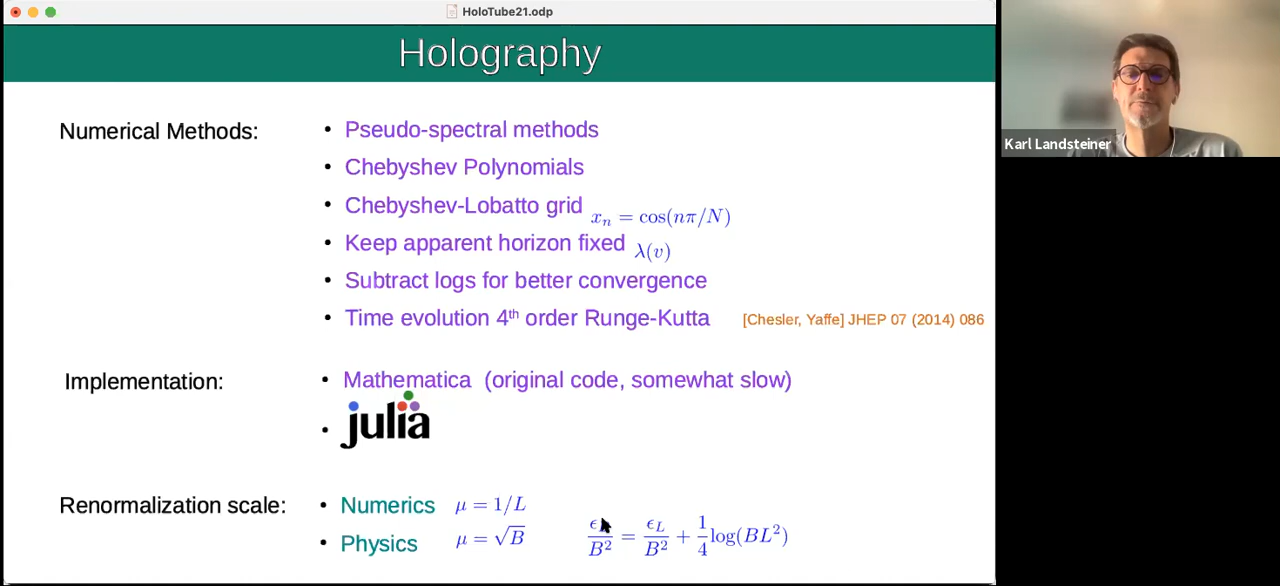 HoloTube21.odp
Holography
Karl Landsteiner
Numerical Methods:
• Pseudo-spectral methods
• Chebyshev Polynomials
• Chebyshev-Lobatto grid xₙ = cos(nπ/N)
• Keep apparent horizon fixed λ(v)
• Subtract logs for better convergence
• Time evolution 4th order Runge-Kutta [Chesler, Yaffe] JHEP 07 (2014) 086
Implementation:
• Mathematica (original code, somewhat slow)
• julia
Renormalization scale:
• Numerics μ = 1/L
• Physics μ = √B
ϵ/B² = ϵ_L/B² + 1/4 log(BL²)